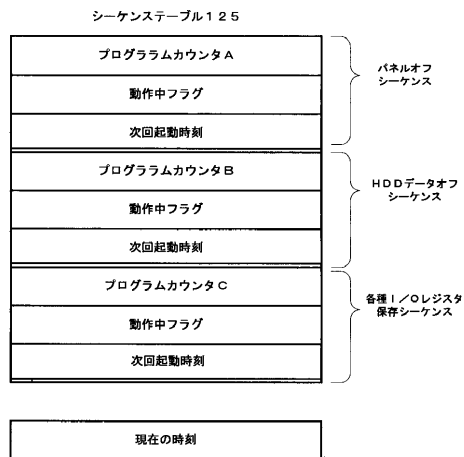 シーケンステーブル１２５
プログララムカウンタＡ
動作中フラグ
次回起動時刻
パネルオフ
シーケンス
プログララムカウンタＢ
動作中フラグ
次回起動時刻
ＨＤＤデータオフ
シーケンス
プログラムカウンタＣ
動作中フラグ
次回起動時刻
各種Ｉ／Ｏレジスタ
保存シーケンス
現在の時刻